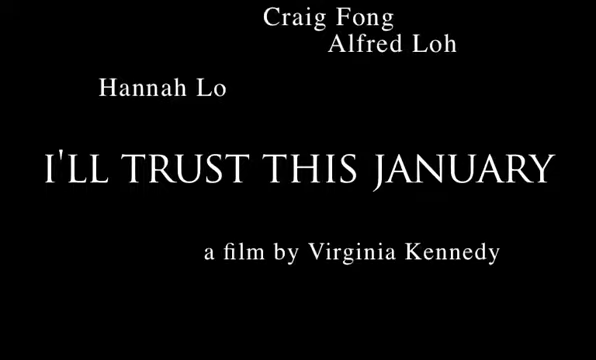 Craig Fong
Alfred Loh
Hannah Lo
I'LL TRUST THIS JANUARY
a film by Virginia Kennedy